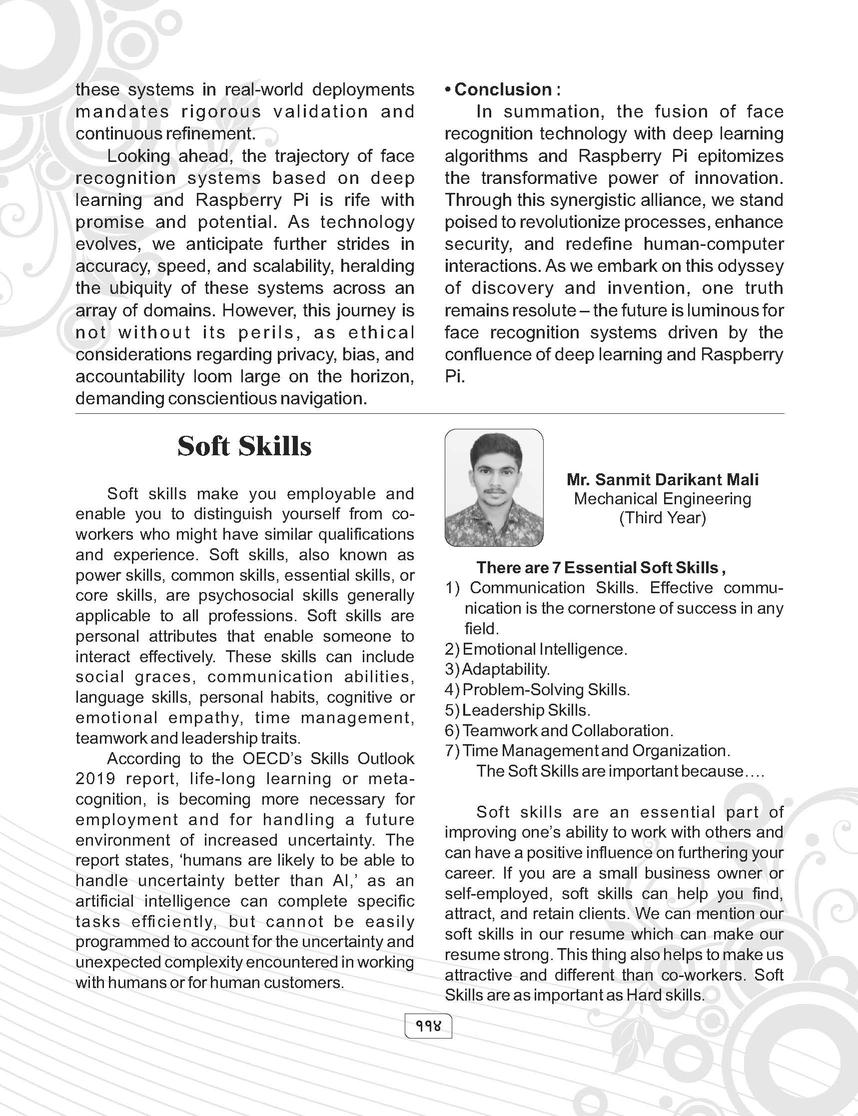 these systems in real-world deployments
mandates rigorous validation and
continuous refinement.
Looking ahead, the trajectory of face
recognition systems based on deep
learning and Raspberry Pi is rife with
promise and potential. As technology
evolves, we anticipate further strides in
accuracy, speed, and scalability, heralding
the ubiquity of these systems across an
array of domains. However, this journey is
not without its perils, as ethical
considerations regarding privacy, bias, and
accountability loom large on the horizon,
demanding conscientious navigation.
• Conclusion :
In summation, the fusion of face
recognition technology with deep learning
algorithms and Raspberry Pi epitomizes
the transformative power of innovation.
Through this synergistic alliance, we stand
poised to revolutionize processes, enhance
security, and redefine human-computer
interactions. As we embark on this odyssey
of discovery and invention, one truth
remains resolute – the future is luminous for
face recognition systems driven by the
confluence of deep learning and Raspberry
Pi.
Soft Skills
Soft skills make you employable and
enable you to distinguish yourself from co-
workers who might have similar qualifications
and experience. Soft skills, also known as
power skills, common skills, essential skills, or
core skills, are psychosocial skills generally
applicable to all professions. Soft skills are
personal attributes that enable someone to
interact effectively. These skills can include
social graces, communication abilities,
language skills, personal habits, cognitive or
emotional empathy, time management,
teamwork and leadership traits.
According to the OECD's Skills Outlook
2019 report, life-long learning or meta-
cognition, is becoming more necessary for
employment and for handling a future
environment of increased uncertainty. The
report states, 'humans are likely to be able to
handle uncertainty better than AI,' as an
artificial intelligence can complete specific
tasks efficiently, but cannot be easily
programmed to account for the uncertainty and
unexpected complexity encountered in working
with humans or for human customers.
Mr. Sanmit Darikant Mali
Mechanical Engineering
(Third Year)
There are 7 Essential Soft Skills ,
1) Communication Skills. Effective commu-
nication is the cornerstone of success in any
field.
2) Emotional Intelligence.
3) Adaptability.
4) Problem-Solving Skills.
5) Leadership Skills.
6) Teamwork and Collaboration.
7) Time Management and Organization.
The Soft Skills are important because….
Soft skills are an essential part of
improving one's ability to work with others and
can have a positive influence on furthering your
career. If you are a small business owner or
self-employed, soft skills can help you find,
attract, and retain clients. We can mention our
soft skills in our resume which can make our
resume strong. This thing also helps to make us
attractive and different than co-workers. Soft
Skills are as important as Hard skills.
११४